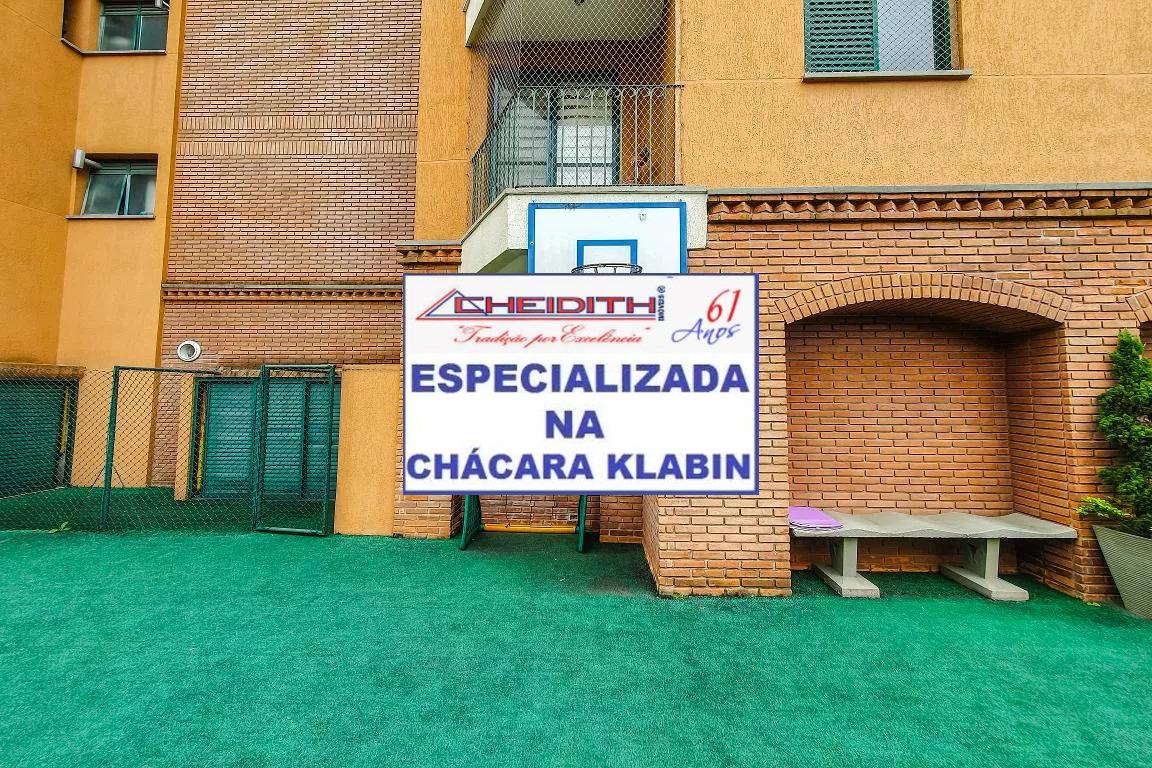 CHEIDITH IMÓVEIS®
"Tradição por Excelência"
61
Anos
ESPECIALIZADA
NA
CHÁCARA KLABIN